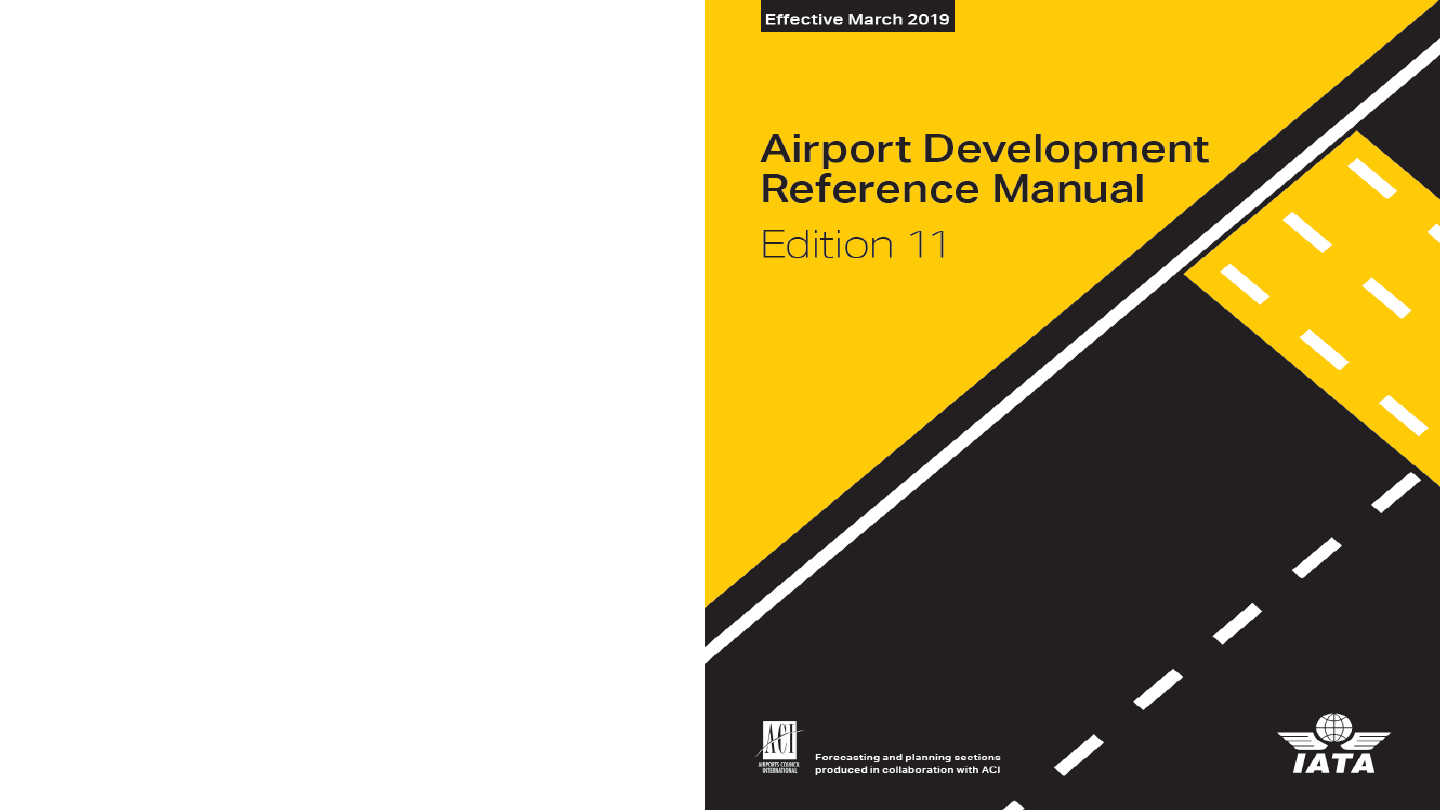 Effective March 2019
Airport Development
Reference Manual
Edition 11
ACI
AIRPORTS COUNCIL
INTERNATIONAL
Forecasting and planning sections
produced in collaboration with ACI
IATA